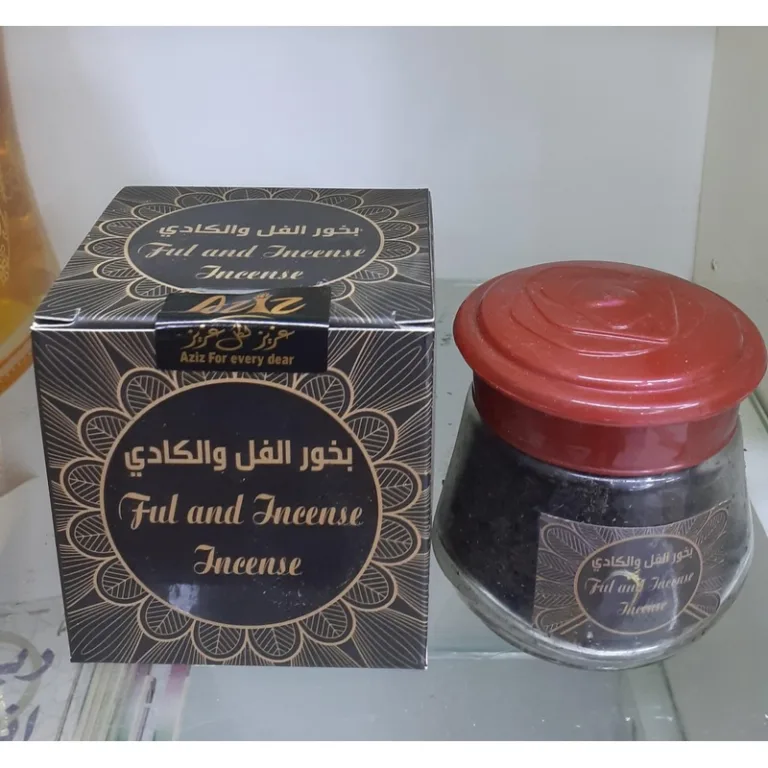 بخور الفل والكادي
Ful and Incense
Incense
عزيز لكل عزيز
Aziz For every dear
بخور الفل والكادي
Ful and Incense
Incense
بخور الفل والكادي
Ful and Incense
Incense